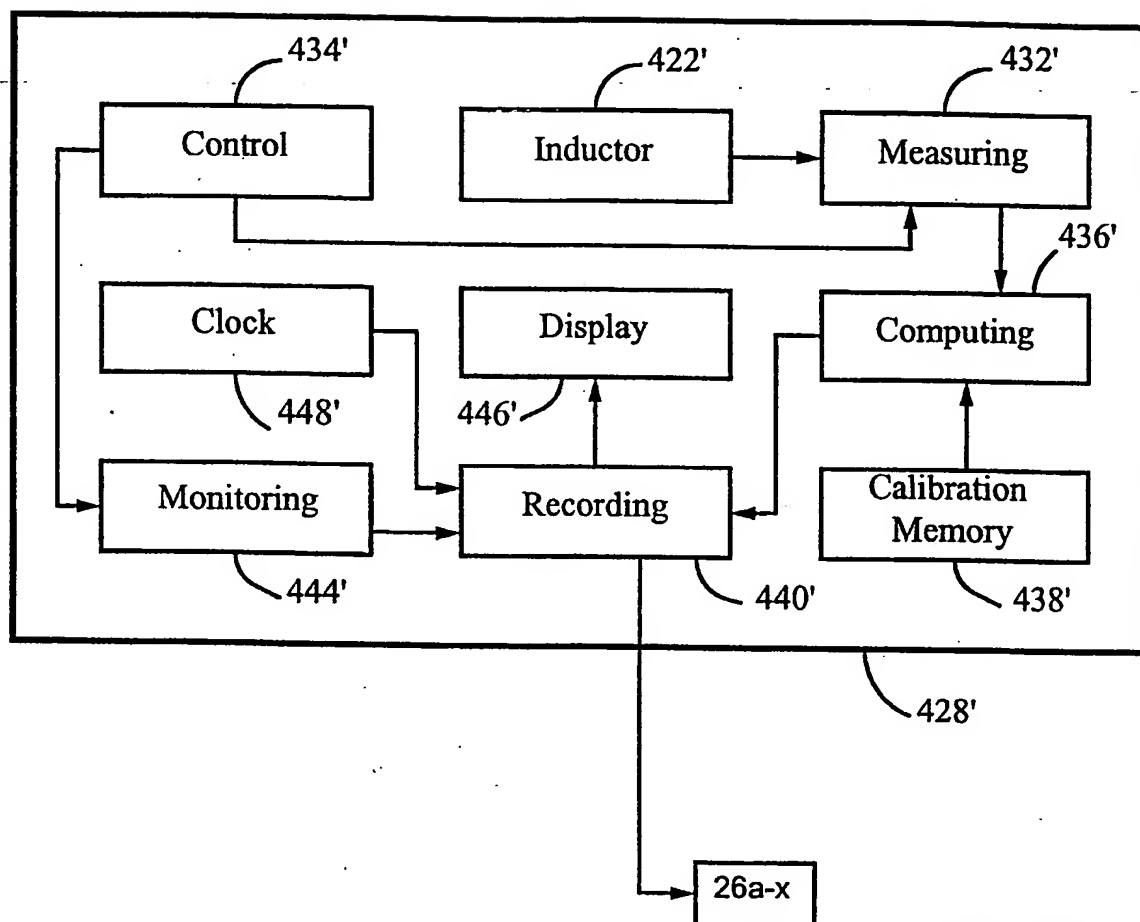 434'
422'
432'
Control
Inductor
Measuring
436'
Clock
Display
Computing
448'
446'
Monitoring
Recording
Calibration
Memory
444'
440'
438'
428'
26a-x